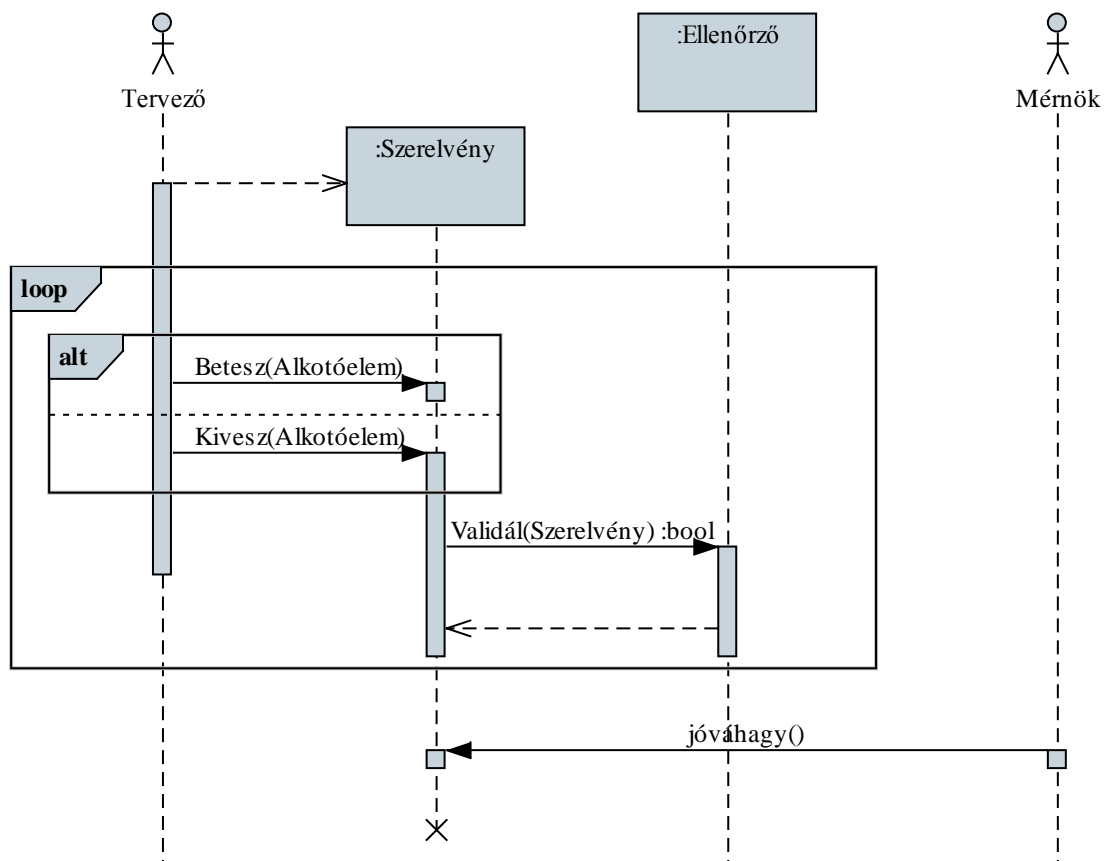 :Ellenőrző
Tervező
Mérnök
:Szerelvény
loop
alt
Betesz(Alkotóelem)
Kivesz(Alkotóelem)
Validál(Szerelvény) :bool
jóváhagy()